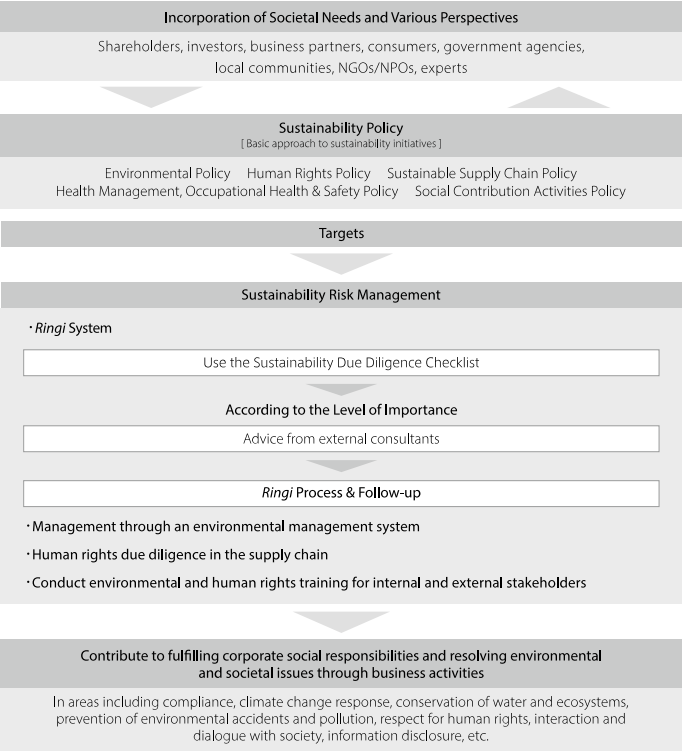 Incorporation of Societal Needs and Various Perspectives
Shareholders, investors, business partners, consumers, government agencies,
local communities, NGOs/NPOs, experts
Sustainability Policy
[ Basic approach to sustainability initiatives ]
Environmental Policy Human Rights Policy Sustainable Supply Chain Policy
Health Management, Occupational Health & Safety Policy Social Contribution Activities Policy
Targets
Sustainability Risk Management
・Ringi System
Use the Sustainability Due Diligence Checklist
According to the Level of Importance
Advice from external consultants
Ringi Process & Follow-up
・Management through an environmental management system
・Human rights due diligence in the supply chain
・Conduct environmental and human rights training for internal and external stakeholders
Contribute to fulfilling corporate social responsibilities and resolving environmental
and societal issues through business activities
In areas including compliance, climate change response, conservation of water and ecosystems,
prevention of environmental accidents and pollution, respect for human rights, interaction and
dialogue with society, information disclosure, etc.